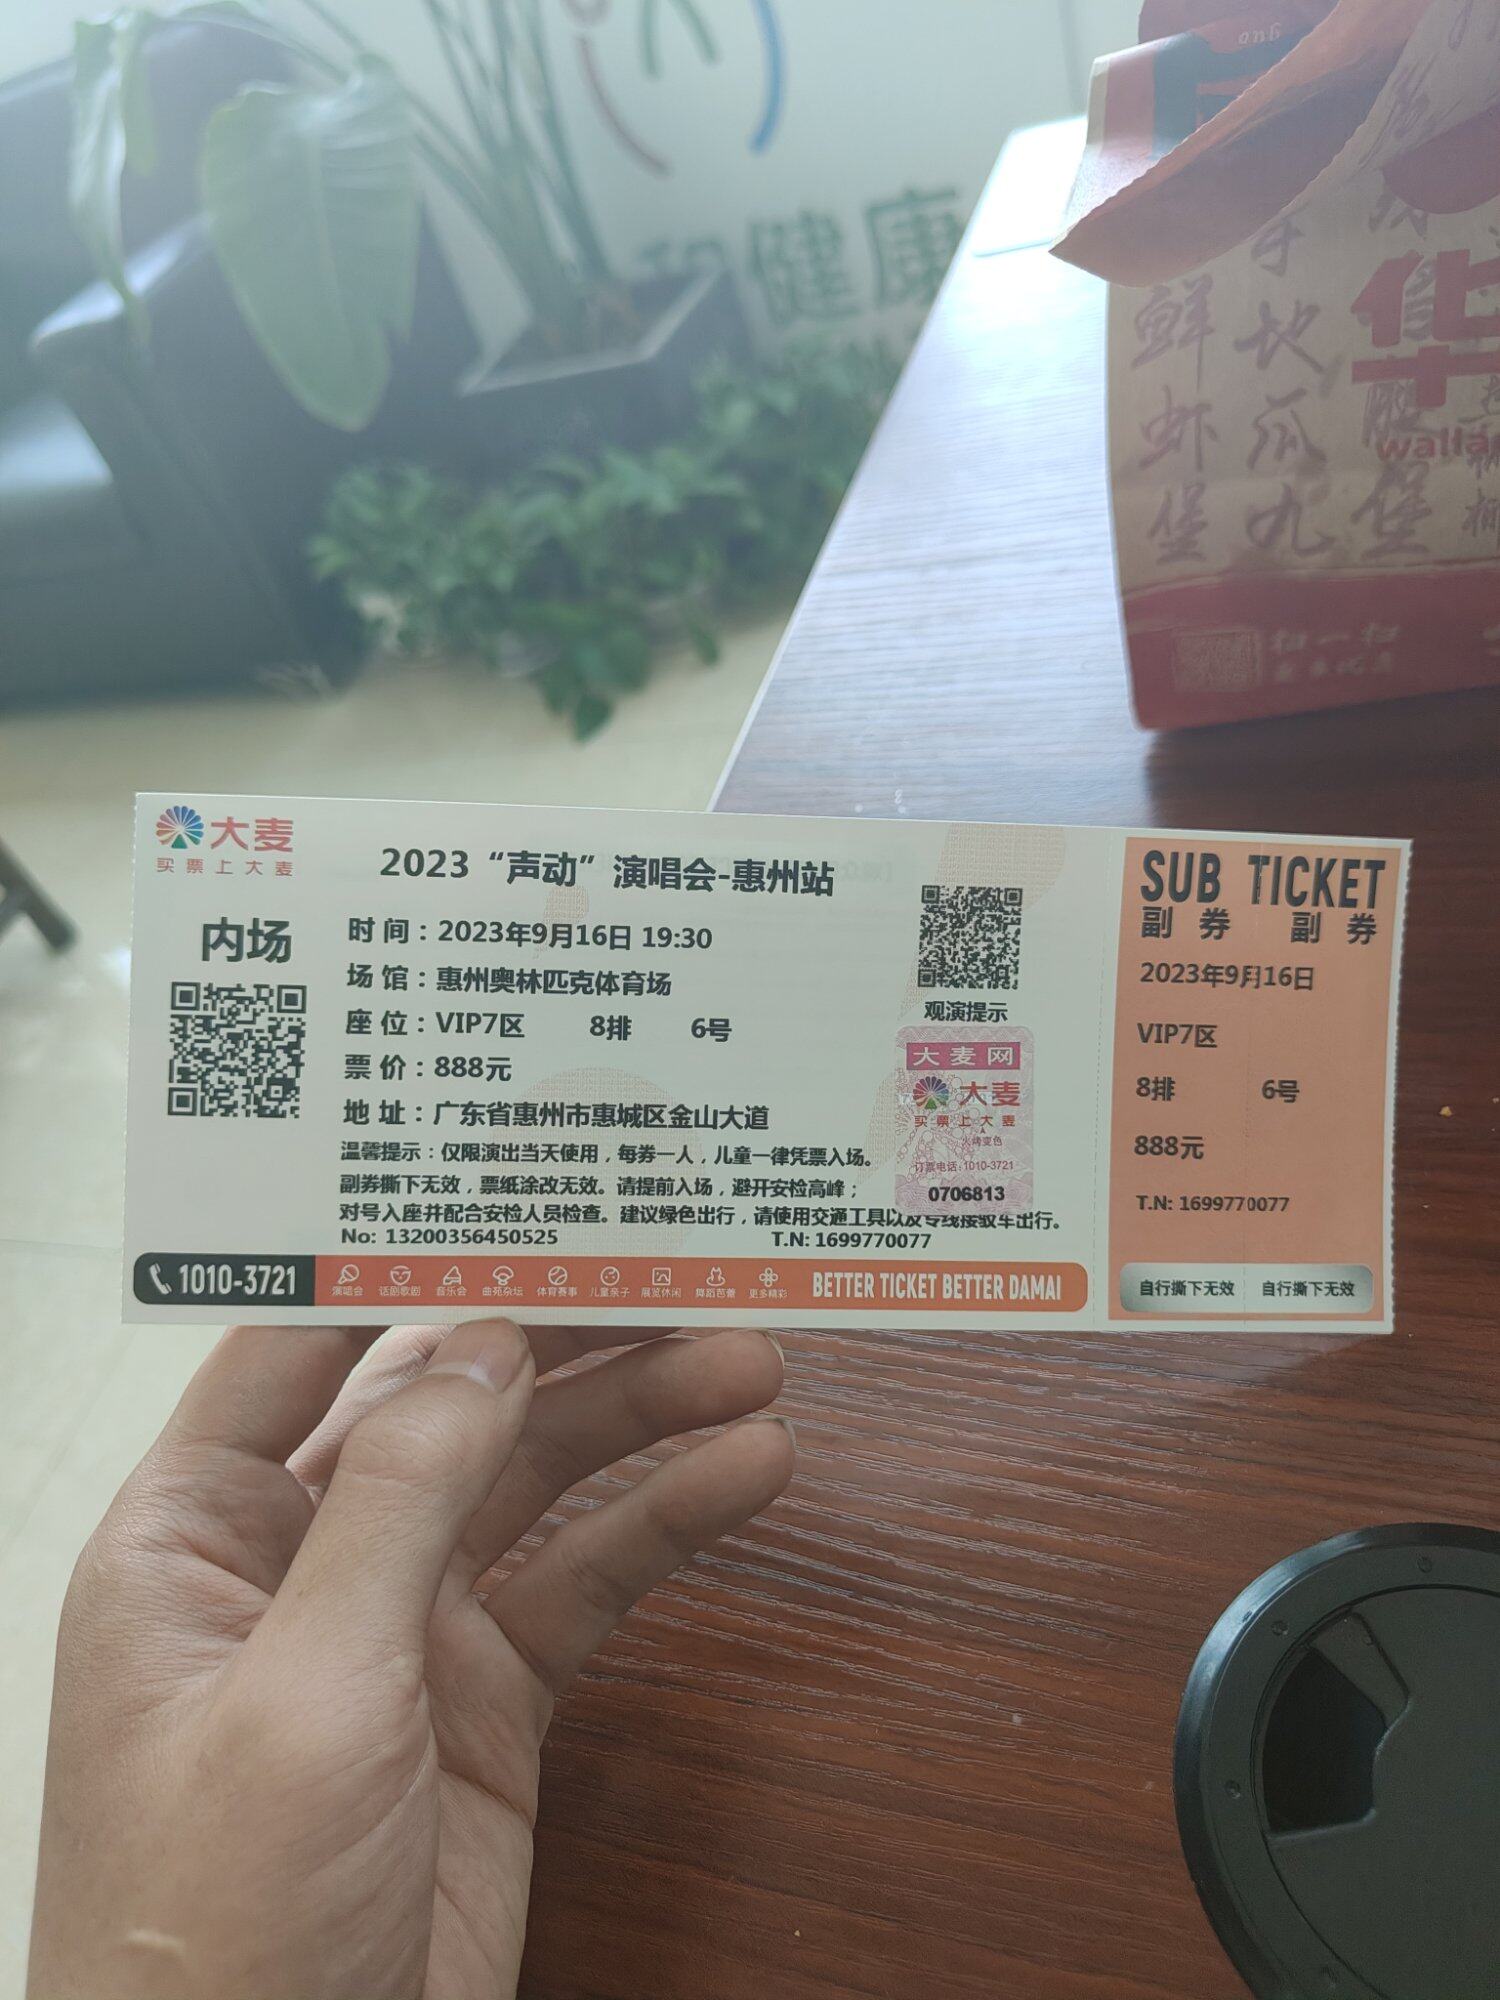 健康
鲜虾堡
地瓜丸
华
大麦
买票上大麦
2023“声动”演唱会-惠州站
内场
时间：2023年9月16日 19:30
场馆：惠州奥林匹克体育场
座位：VIP7区 8排 6号
票价：888元
地址：广东省惠州市惠城区金山大道
温馨提示：仅限演出当天使用，每券一人，儿童一律凭票入场。
副券撕下无效，票纸涂改无效。请提前入场，避开安检高峰；
对号入座并配合安检人员检查。建议绿色出行，请使用交通工具以及专线接驳车出行。
No: 13200356450525 T.N: 1699770077
观演提示
大麦网
大麦
买票上大麦
火烤变色
订票电话:1010-3721
0706813
1010-3721
演唱会 话剧歌剧 音乐会 曲苑杂坛 体育赛事 儿童亲子 展览休闲 舞蹈芭蕾 更多精彩
BETTER TICKET BETTER DAMAI
SUB TICKET
副券 副券
2023年9月16日
VIP7区
8排 6号
888元
T.N: 1699770077
自行撕下无效 自行撕下无效